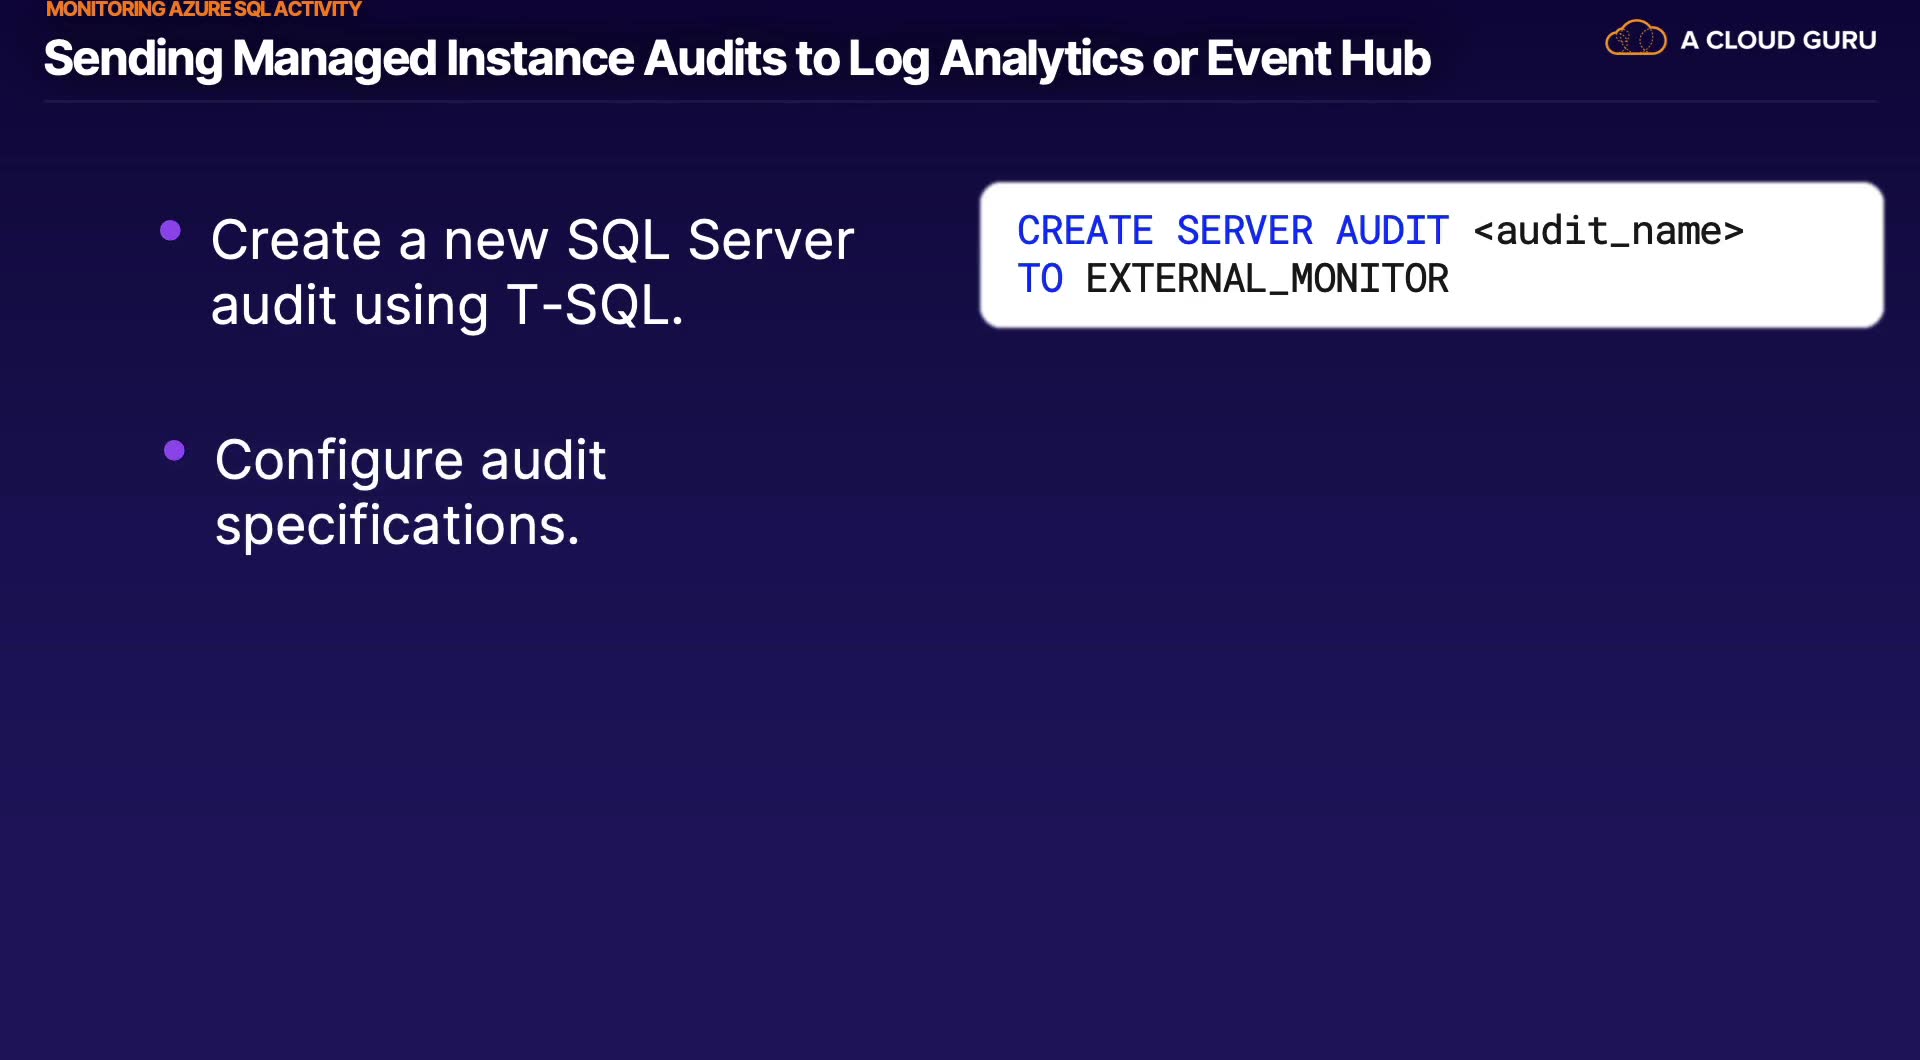 MONITORING AZURE SQL ACTIVITY
Sending Managed Instance Audits to Log Analytics or Event Hub
A CLOUD GURU
• Create a new SQL Server
audit using T-SQL.
CREATE SERVER AUDIT <audit_name>
TO EXTERNAL_MONITOR
• Configure audit
specifications.